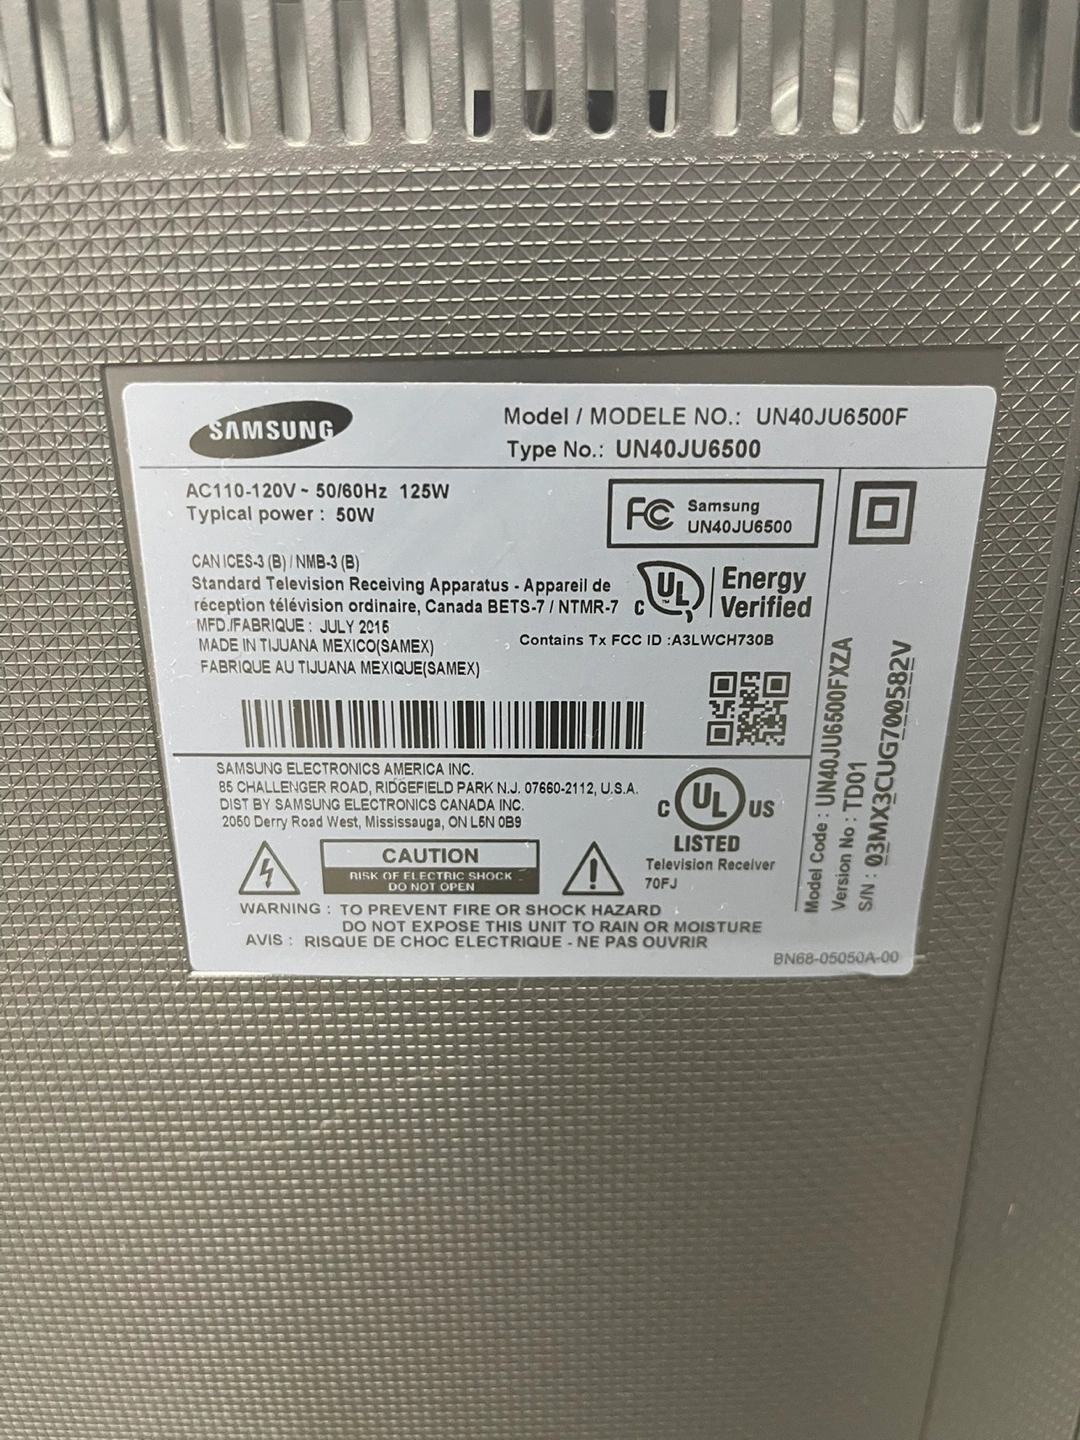 SAMSUNG
Model / MODELE NO.: UN40JU6500F
Type No.: UN40JU6500
AC110-120V ~ 50/60Hz 125W
Typical power : 50W
FC Samsung
UN40JU6500
CAN ICES-3 (B) / NMB-3 (B)
Standard Television Receiving Apparatus - Appareil de
réception télévision ordinaire, Canada BETS-7 / NTMR-7
c UL ™ Energy
Verified
MFD./FABRIQUE : JULY 2015
MADE IN TIJUANA MEXICO(SAMEX)
FABRIQUE AU TIJUANA MEXIQUE(SAMEX)
Contains Tx FCC ID :A3LWCH730B
SAMSUNG ELECTRONICS AMERICA INC.
85 CHALLENGER ROAD, RIDGEFIELD PARK N.J. 07660-2112, U.S.A.
DIST BY SAMSUNG ELECTRONICS CANADA INC.
2050 Derry Road West, Mississauga, ON L5N 0B9
C UL US
LISTED
Television Receiver
70FJ
CAUTION
RISK OF ELECTRIC SHOCK
DO NOT OPEN
WARNING : TO PREVENT FIRE OR SHOCK HAZARD
DO NOT EXPOSE THIS UNIT TO RAIN OR MOISTURE
AVIS : RISQUE DE CHOC ELECTRIQUE - NE PAS OUVRIR
BN68-05050A-00
Model Code : UN40JU6500FXZA
Version No : TD01
S/N : 03MX3CUG700582V